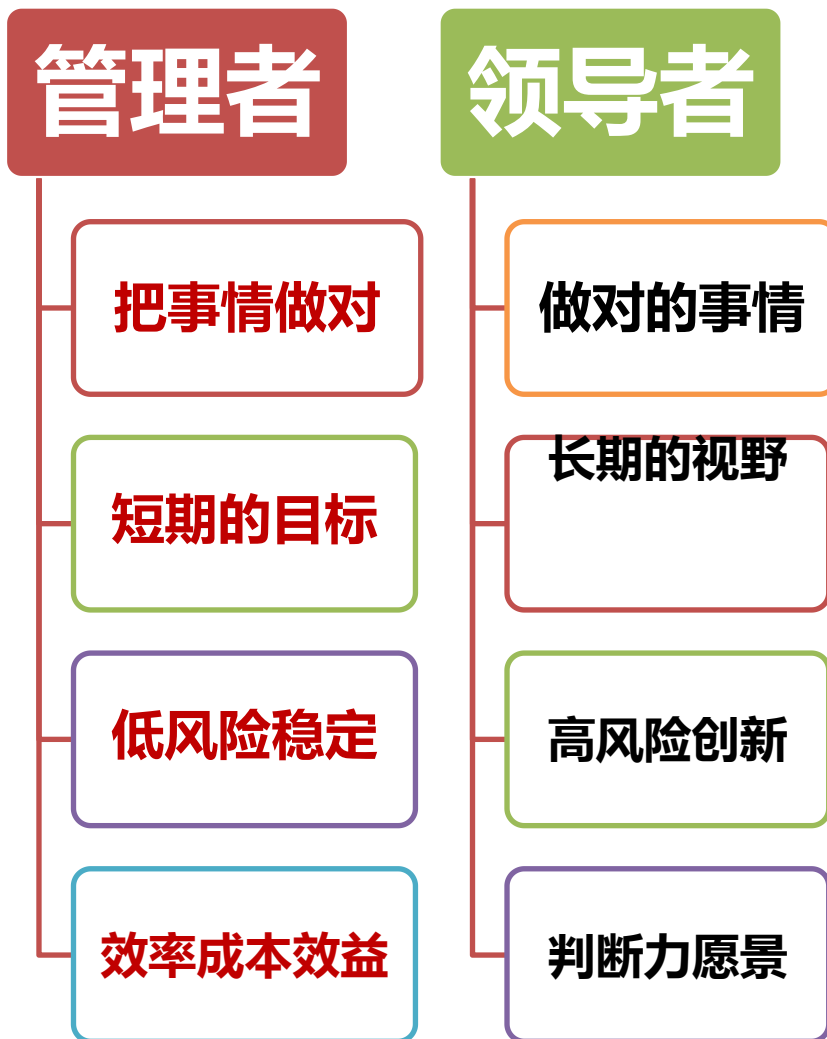 管理者
把事情做对
短期的目标
低风险稳定
效率成本效益
领导者
做对的事情
长期的视野
高风险创新
判断力愿景